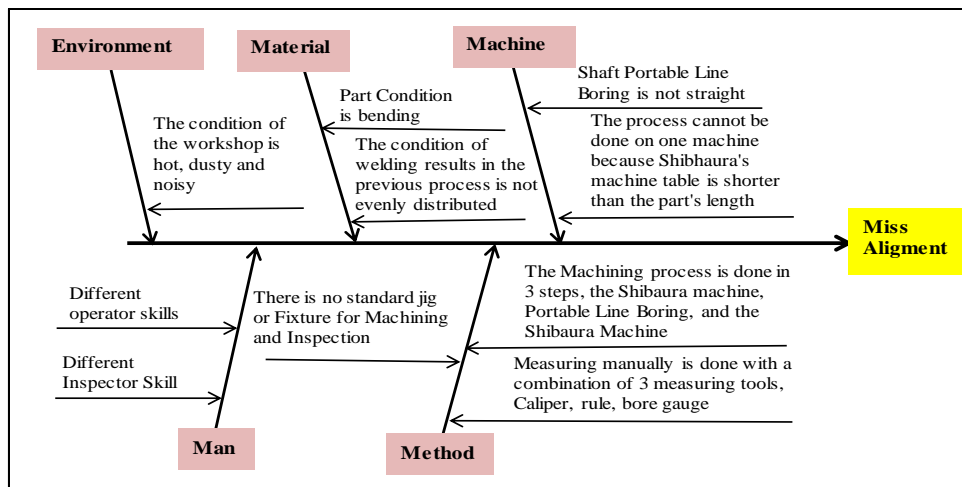 Environment
Material
Machine
Shaft Portable Line
Boring is not straight
Part Condition
is bending
The process cannot be
done on one machine
because Shibhaura's
machine table is shorter
than the part's length
The condition of
the workshop is
hot, dusty and
noisy
The condition of
welding results in the
previous process is not
evenly distributed
Miss
Aligment
Different
operator skills
There is no standard jig
or Fixture for Machining
and Inspection
The Machining process is done in
3 steps, the Shibaura machine,
Portable Line Boring, and the
Shibaura Machine
Different
Inspector Skill
Measuring manually is done with a
combination of 3 measuring tools,
Caliper, rule, bore gauge
Man
Method